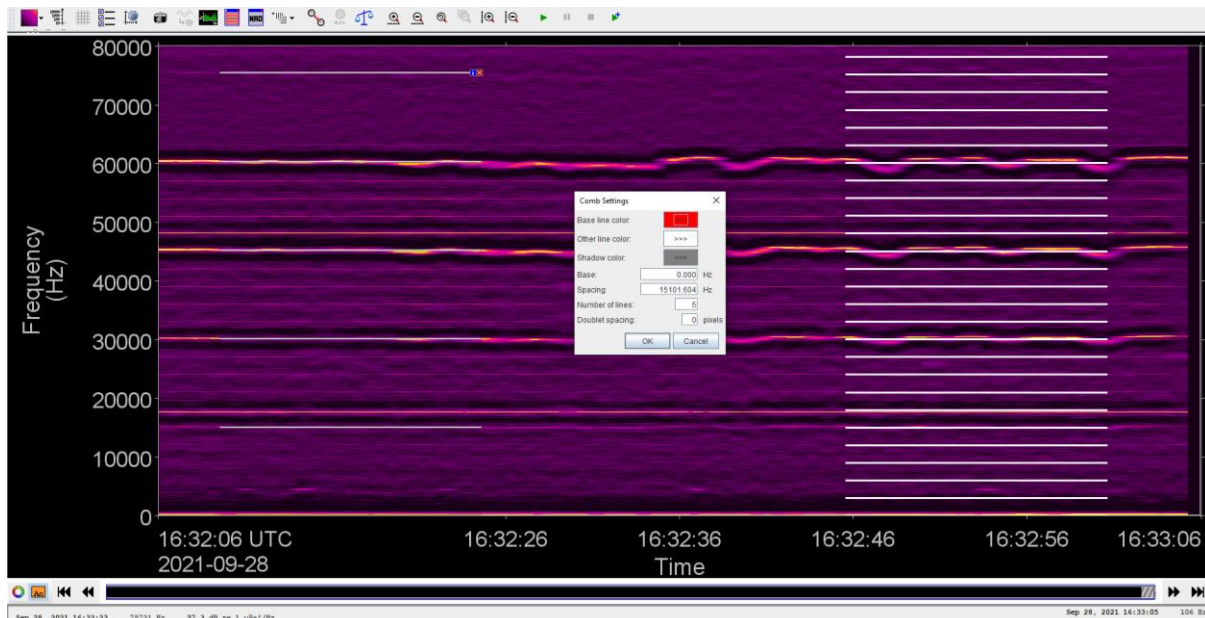 NRD
80000
70000
60000
50000
40000
30000
20000
10000
0
Frequency
(Hz)
Comb Settings
Base line color:
Other line color: >>>
Shadow color: >>>
Base: 0.000 Hz
Spacing: 15101.604 Hz
Number of lines: 5
Doublet spacing: 0 pixels
OK Cancel
16:32:06 UTC 16:32:26 16:32:36 16:32:46 16:32:56 16:33:06
2021-09-28 Time
Sep 28, 2021 16:33:05 106 Hz